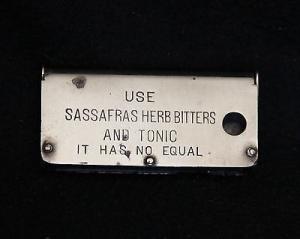 USE
SASSAFRAS HERB BITTERS
AND TONIC
IT HAS NO EQUAL